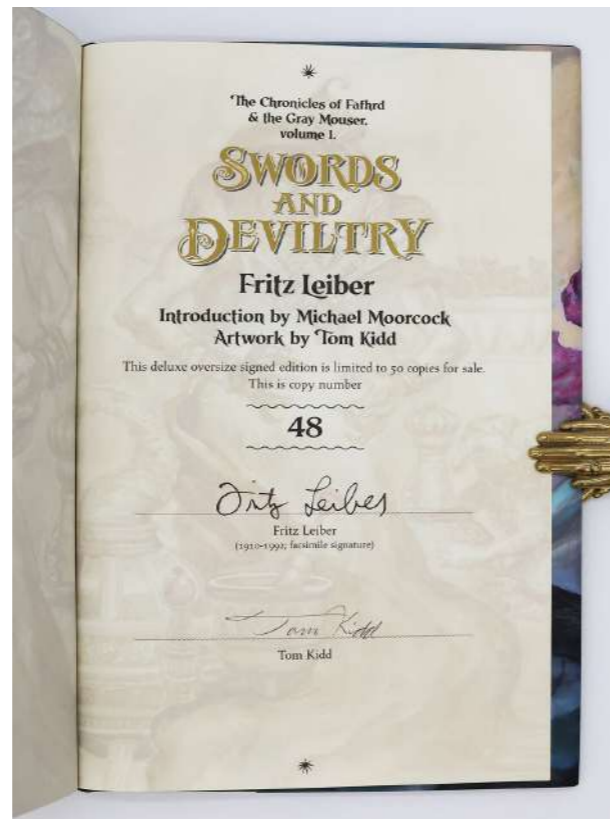 The Chronicles of Fafhrd
& the Gray Mouser.
volume 1.
SWORDS
AND
DEVILTRY
Fritz Leiber
Introduction by Michael Moorcock
Artwork by Tom Kidd
This deluxe oversize signed edition is limited to 50 copies for sale.
This is copy number
48
Fritz Leiber
Fritz Leiber
(1910-1992; facsimile signature)
Tom Kidd
Tom Kidd